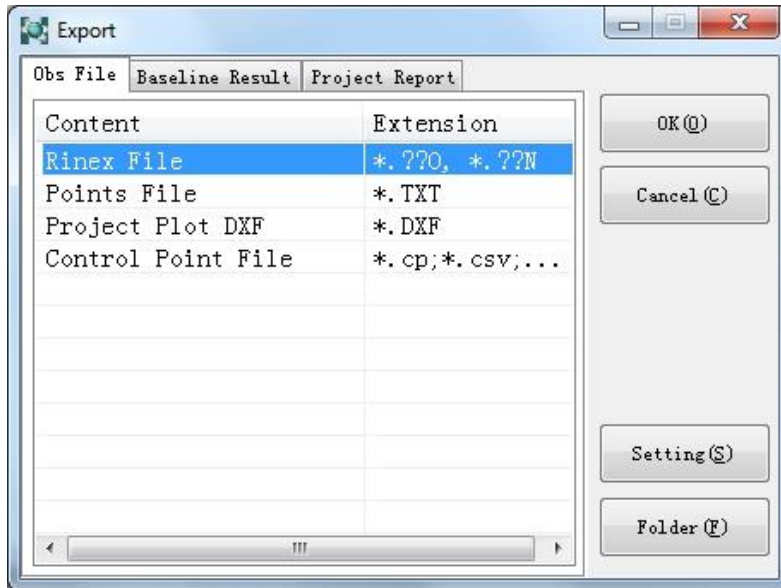 Export
Obs File Baseline Result Project Report
Content Extension
Rinex File *.??O, *.??N
Points File *.TXT
Project Plot DXF *.DXF
Control Point File *.cp;*.csv;...
OK(O)
Cancel(C)
Setting(S)
Folder(F)